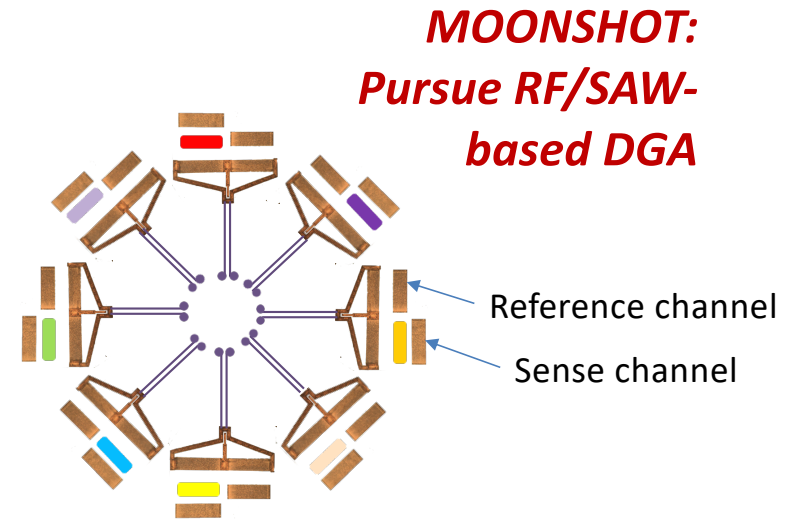 MOONSHOT:
Pursue RF/SAW-
based DGA
Reference channel
Sense channel